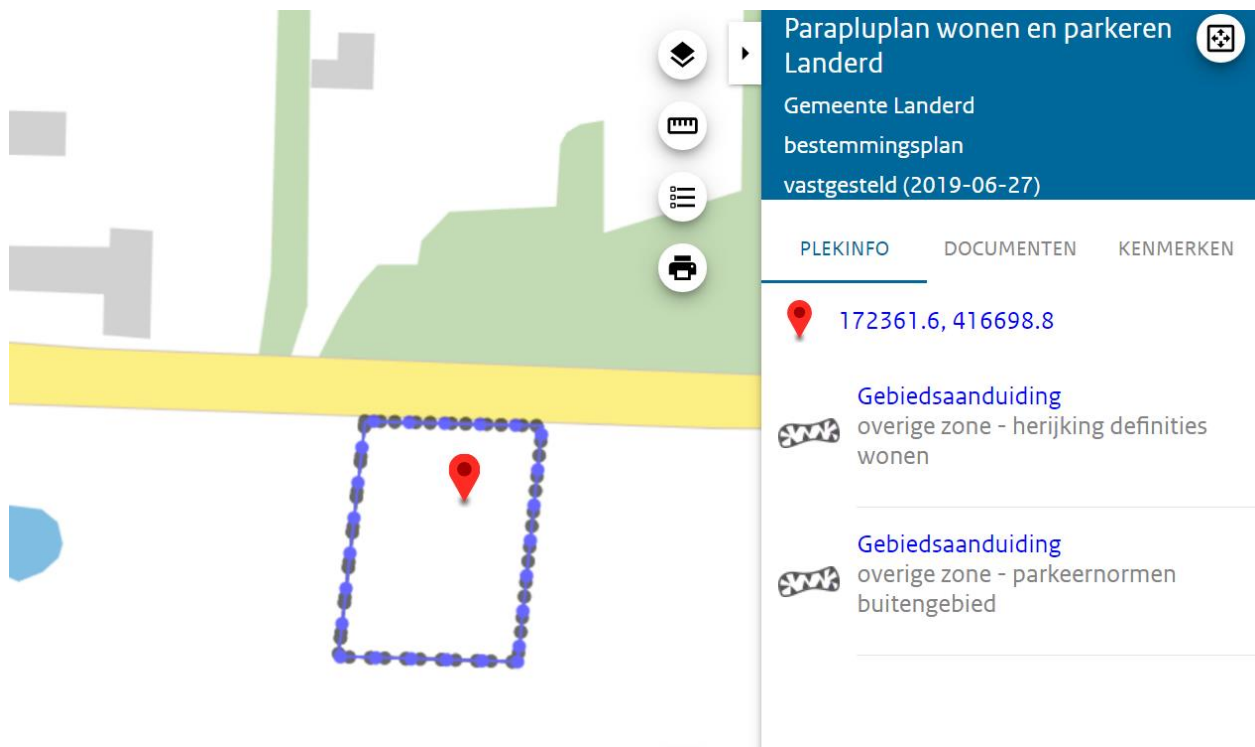 Parapluplan wonen en parkeren
Landerd
Gemeente Landerd
bestemmingsplan
vastgesteld (2019-06-27)
PLEKINFO DOCUMENTEN KENMERKEN
172361.6, 416698.8
Gebiedsaanduiding
overige zone - herijking definities
wonen
Gebiedsaanduiding
overige zone - parkeernormen
buitengebied